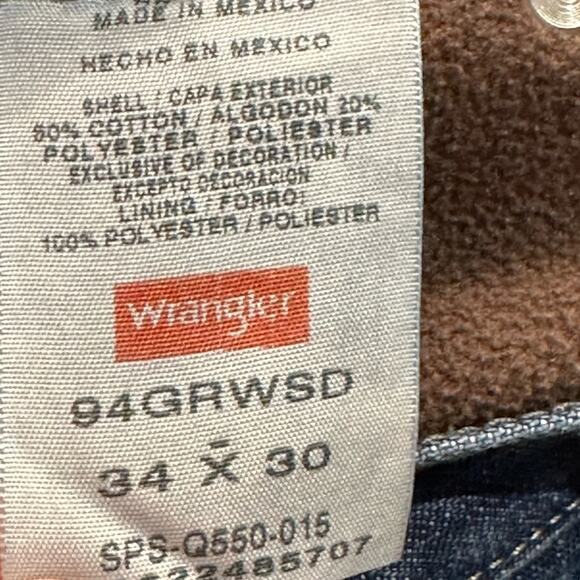 MADE IN MEXICO
HECHO EN MEXICO
SHELL / CAPA EXTERIOR
80% COTTON / ALGODON 20%
POLYESTER / POLIESTER
EXCLUSIVE OF DECORATION /
EXCEPTO DECORACION
LINING / FORRO:
100% POLYESTER / POLIESTER
Wrangler
94GRWSD
34 X 30
SPS-Q550-015
22485707